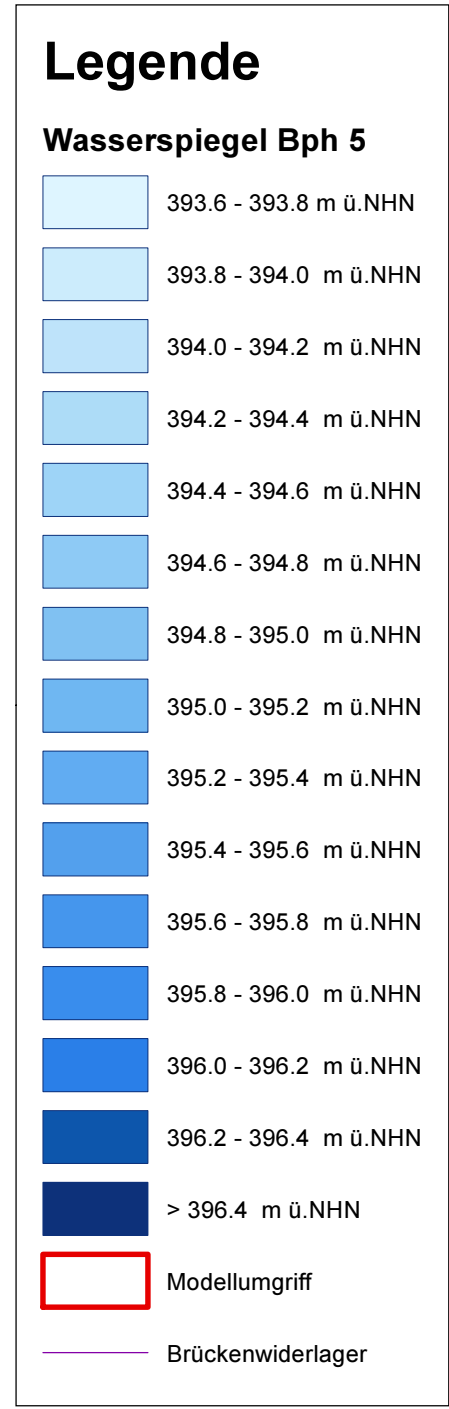 Legende
Wasserspiegel Bph 5
393.6 - 393.8 m ü.NHN
393.8 - 394.0 m ü.NHN
394.0 - 394.2 m ü.NHN
394.2 - 394.4 m ü.NHN
394.4 - 394.6 m ü.NHN
394.6 - 394.8 m ü.NHN
394.8 - 395.0 m ü.NHN
395.0 - 395.2 m ü.NHN
395.2 - 395.4 m ü.NHN
395.4 - 395.6 m ü.NHN
395.6 - 395.8 m ü.NHN
395.8 - 396.0 m ü.NHN
396.0 - 396.2 m ü.NHN
396.2 - 396.4 m ü.NHN
> 396.4 m ü.NHN
Modellumgriff
Brückenwiderlager